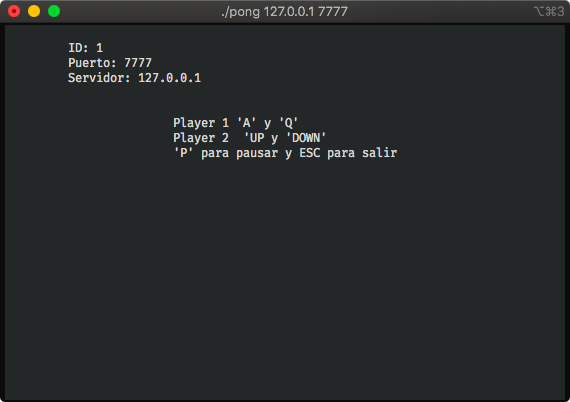 ./pong 127.0.0.1 7777
⌥⌘3
ID: 1
Puerto: 7777
Servidor: 127.0.0.1
Player 1 'A' y 'Q'
Player 2  'UP y 'DOWN'
'P' para pausar y ESC para salir